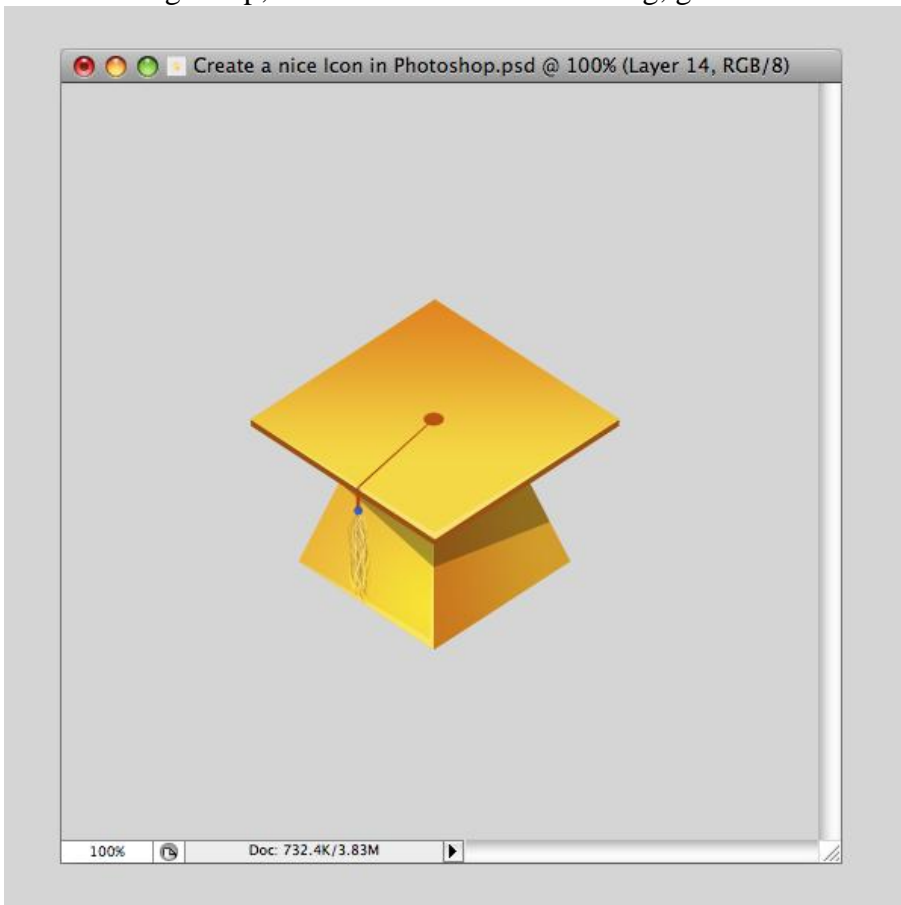 Create a nice Icon in Photoshop.psd @ 100% (Layer 14, RGB/8)
100% Doc: 732.4K/3.83M